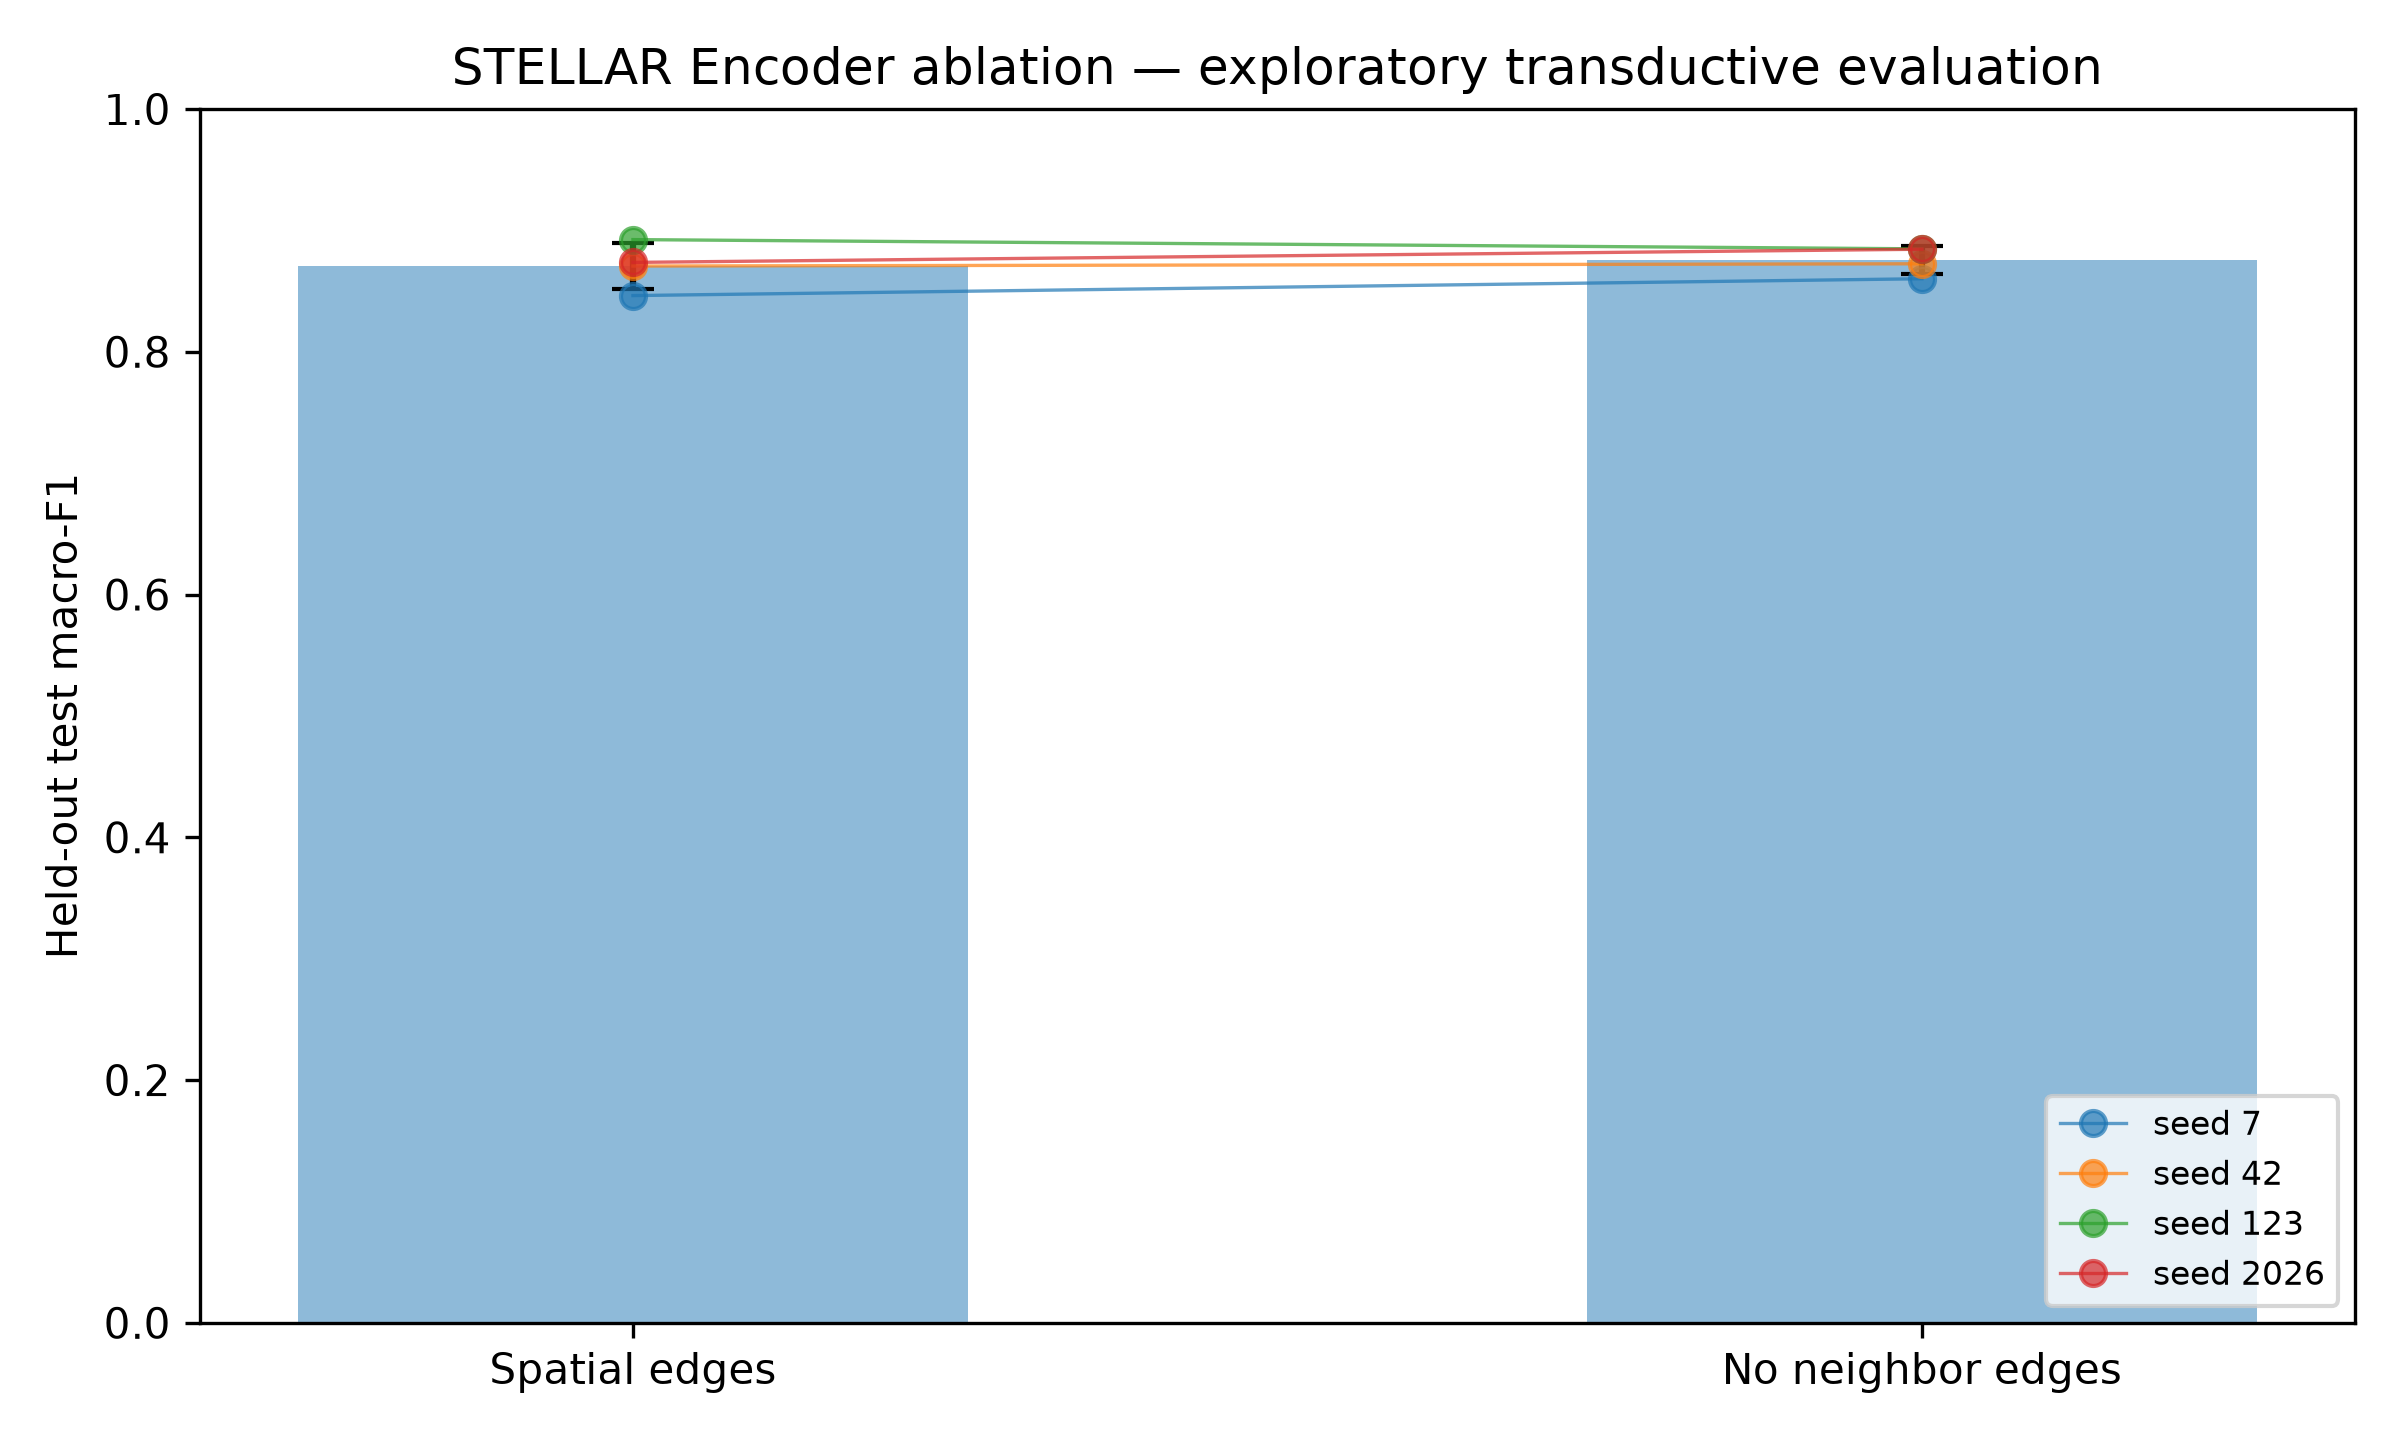 STELLAR Encoder ablation — exploratory transductive evaluation
1.0
0.8
0.6
0.4
0.2
0.0
Held-out test macro-F1
Spatial edges
No neighbor edges
seed 7
seed 42
seed 123
seed 2026